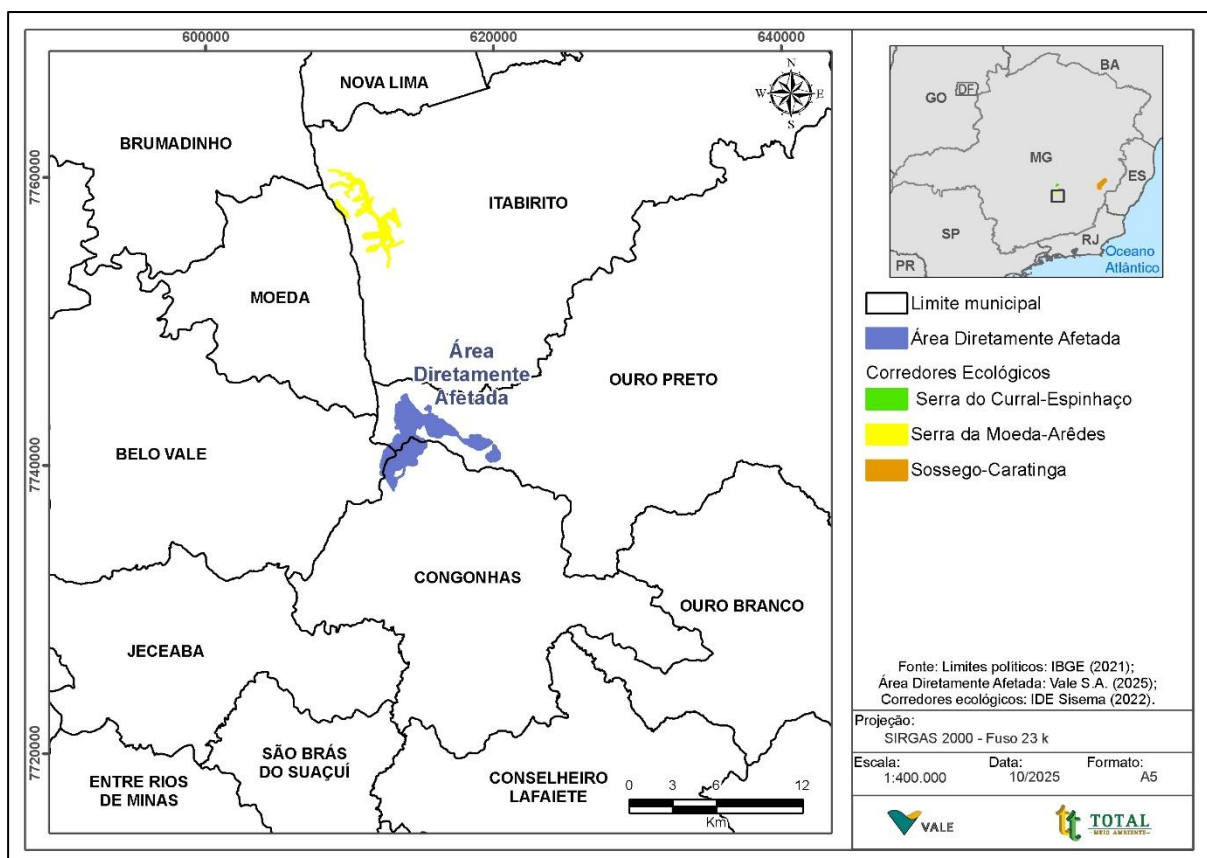 600000
620000
640000
7760000
7740000
7720000
N
W
E
S
NOVA LIMA
BRUMADINHO
ITABIRITO
MOEDA
Área
Diretamente
Afetada
OURO PRETO
BELO VALE
CONGONHAS
OURO BRANCO
JECEABA
SÃO BRÁS
DO SUAÇUÍ
ENTRE RIOS
DE MINAS
CONSELHEIRO
LAFAIETE
0 3 6 12
Km
BA
GO
DF
MG
ES
SP
RJ
PR
Oceano
Atlântico
Limite municipal
Área Diretamente Afetada
Corredores Ecológicos
Serra do Curral-Espinhaço
Serra da Moeda-Arêdes
Sossego-Caratinga
Fonte: Limites políticos: IBGE (2021);
Área Diretamente Afetada: Vale S.A. (2025);
Corredores ecológicos: IDE Sisema (2022).
Projeção:
SIRGAS 2000 - Fuso 23 k
Escala: Data: Formato:
1:400.000 10/2025 A5
VALE
TOTAL
MEIO AMBIENTE